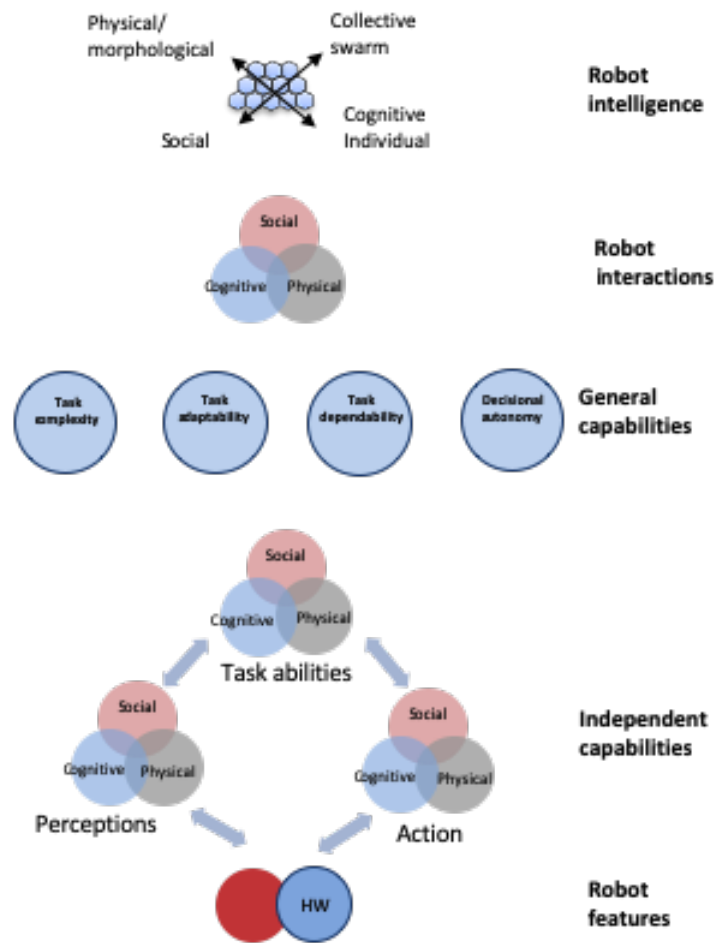 Physical/
morphological
Collective
swarm
Social
Cognitive
Individual
Robot
intelligence
Social
Cognitive
Physical
Robot
interactions
Task
complexity
Task
adaptability
Task
dependability
Decisional
autonomy
General
capabilities
Social
Cognitive
Physical
Task abilities
Social
Cognitive
Physical
Perceptions
Social
Cognitive
Physical
Action
Independent
capabilities
HW
Robot
features